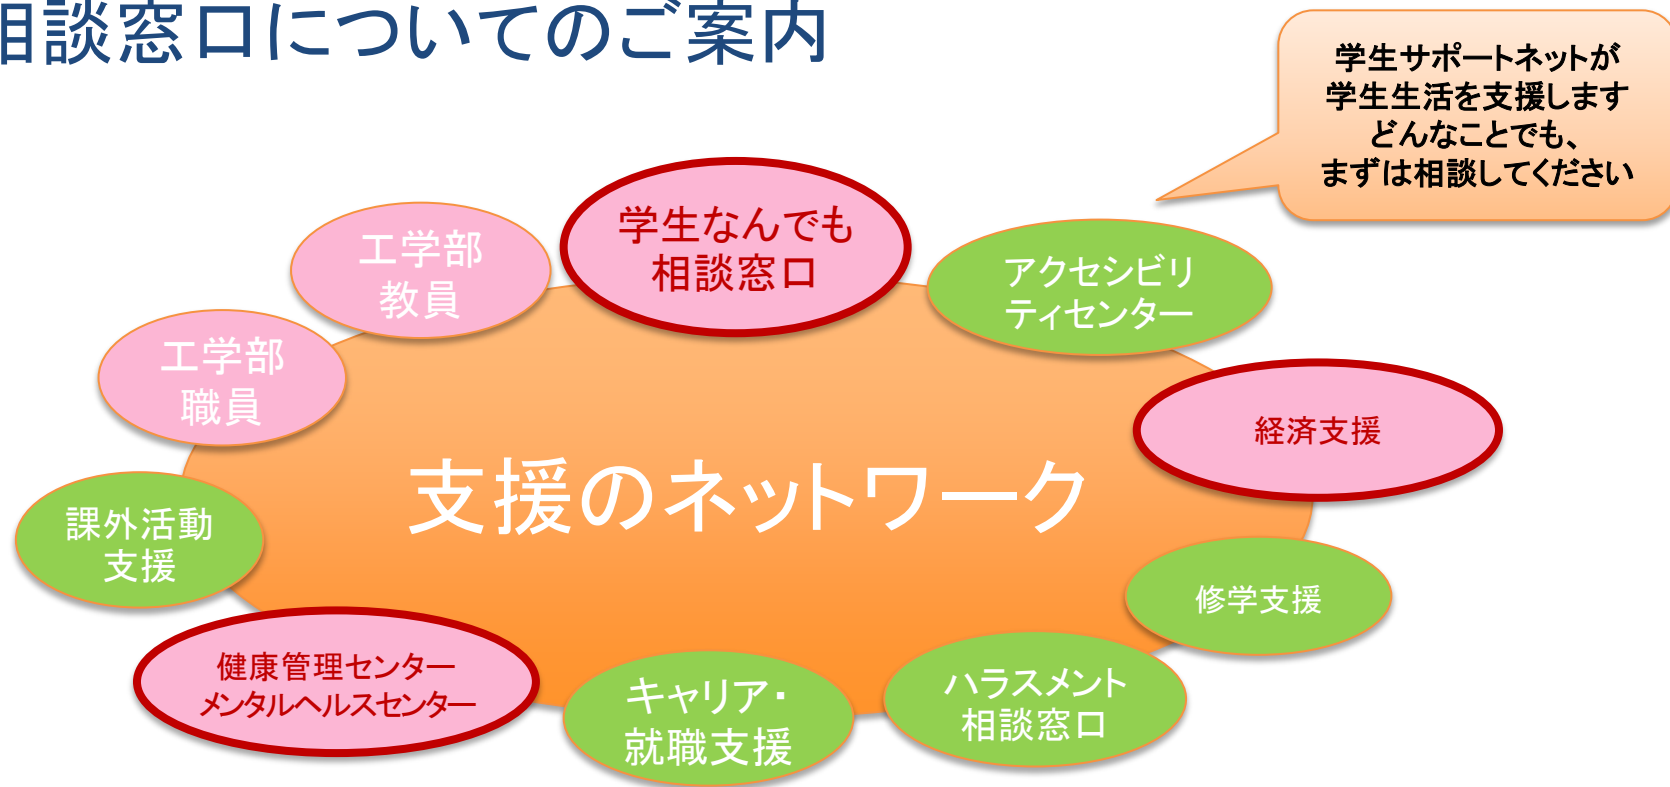 相談窓口についてのご案内
学生サポートネットが
学生生活を支援します
どんなことでも、
まずは相談してください
学生なんでも
相談窓口
工学部
教員
アクセシビリ
ティセンター
工学部
職員
経済支援
支援のネットワーク
課外活動
支援
修学支援
健康管理センター
メンタルヘルスセンター
キャリア・
就職支援
ハラスメント
相談窓口